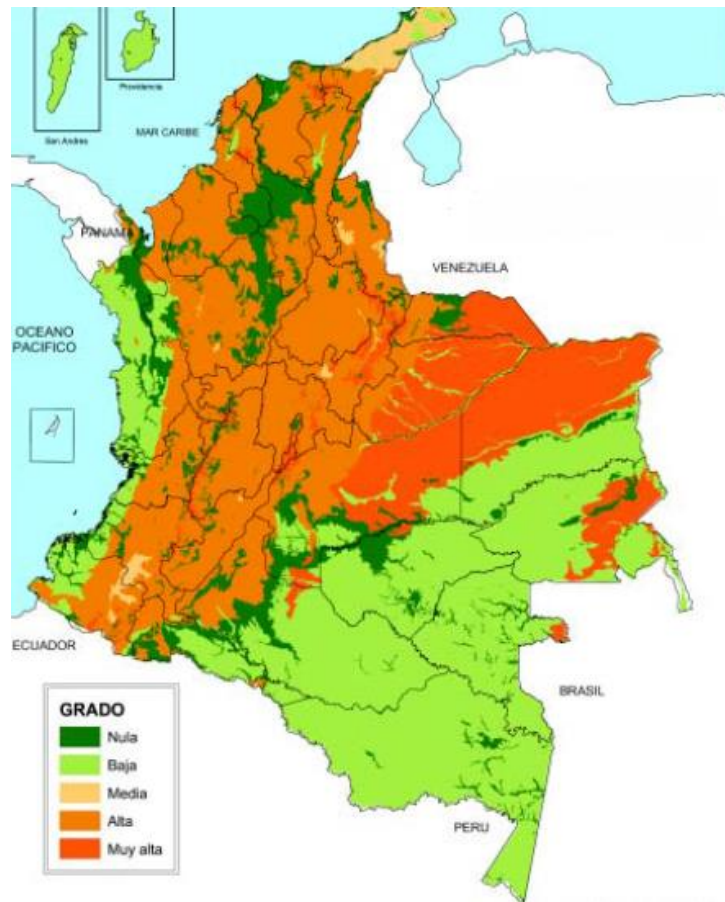 San Andres
Providencia
MAR CARIBE
PANAMA
VENEZUELA
OCEANO
PACIFICO
ECUADOR
BRASIL
PERU
GRADO
Nula
Baja
Media
Alta
Muy alta